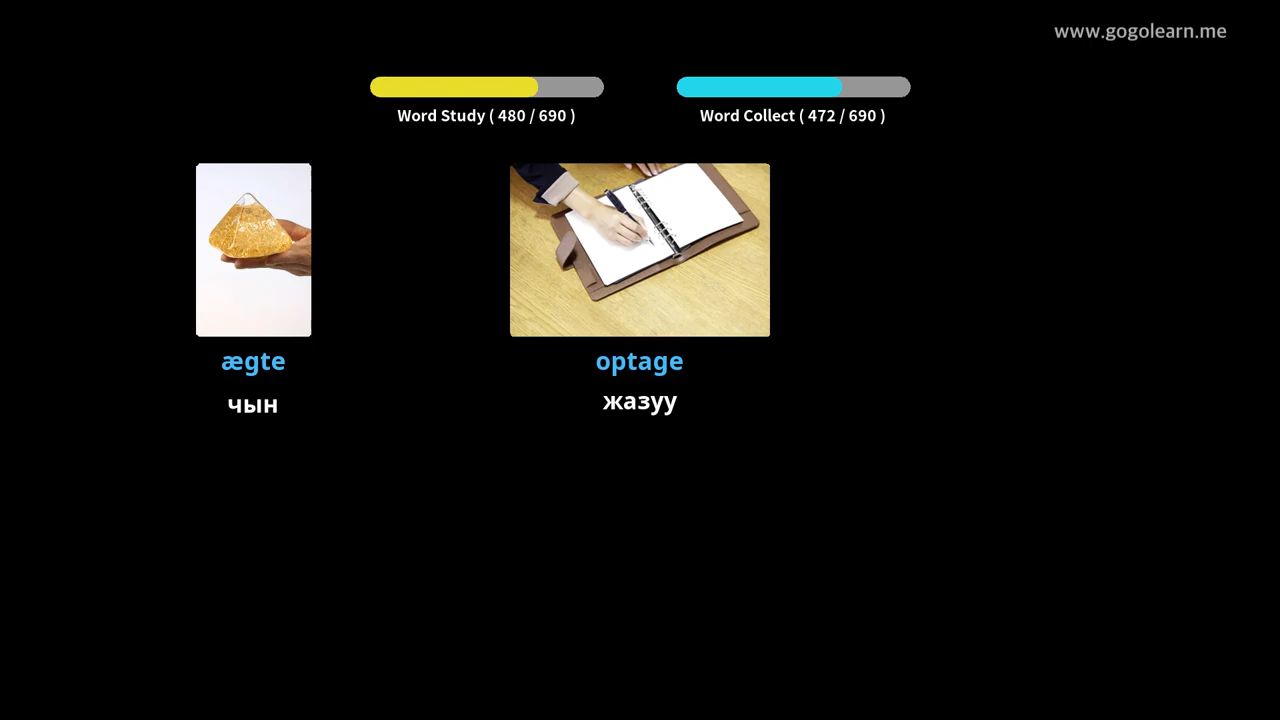 www.gogolearn.me
Word Study ( 480 / 690 )
Word Collect ( 472 / 690 )
ægte
optage
чын
жазуу